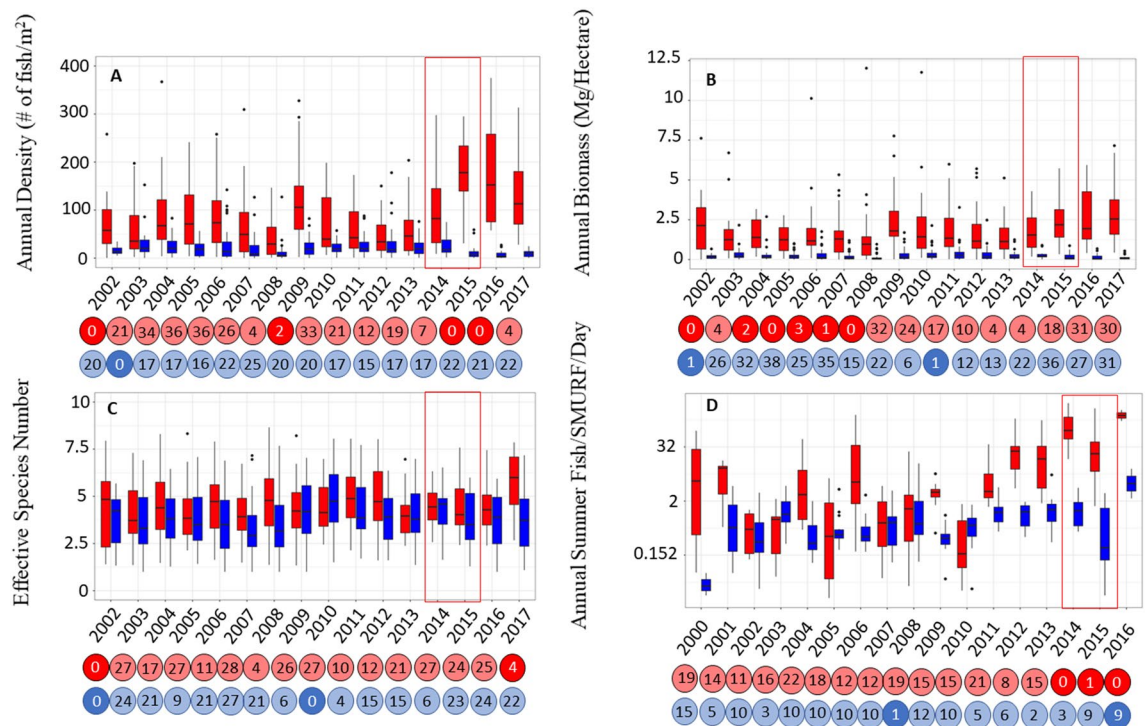 A
Annual Density (# of fish/m²)
400
300
200
100
0
2002 2003 2004 2005 2006 2007 2008 2009 2010 2011 2012 2013 2014 2015 2016 2017
0 21 34 36 36 26 4 2 33 21 12 19 7 0 0 4
20 0 17 17 16 22 25 20 20 17 15 17 17 22 21 22
B
Annual Biomass (Mg/Hectare)
12.5
10
7.5
5
2.5
0
2002 2003 2004 2005 2006 2007 2008 2009 2010 2011 2012 2013 2014 2015 2016 2017
0 4 2 0 3 1 0 32 24 17 10 4 4 18 31 30
1 26 32 38 25 35 15 22 6 1 12 13 22 36 27 31
C
Effective Species Number
10
7.5
5
2.5
0
2002 2003 2004 2005 2006 2007 2008 2009 2010 2011 2012 2013 2014 2015 2016 2017
0 27 17 27 11 28 4 26 27 10 12 21 27 24 25 4
0 24 21 9 21 27 21 6 0 4 15 15 6 23 24 22
D
Annual Summer Fish/SMURF/Day
32
2
0.152
2000 2001 2002 2003 2004 2005 2006 2007 2008 2009 2010 2011 2012 2013 2014 2015 2016
19 14 11 16 22 18 12 12 19 15 15 21 8 15 0 1 0
15 5 10 3 10 10 10 10 1 12 10 5 6 2 3 9 9